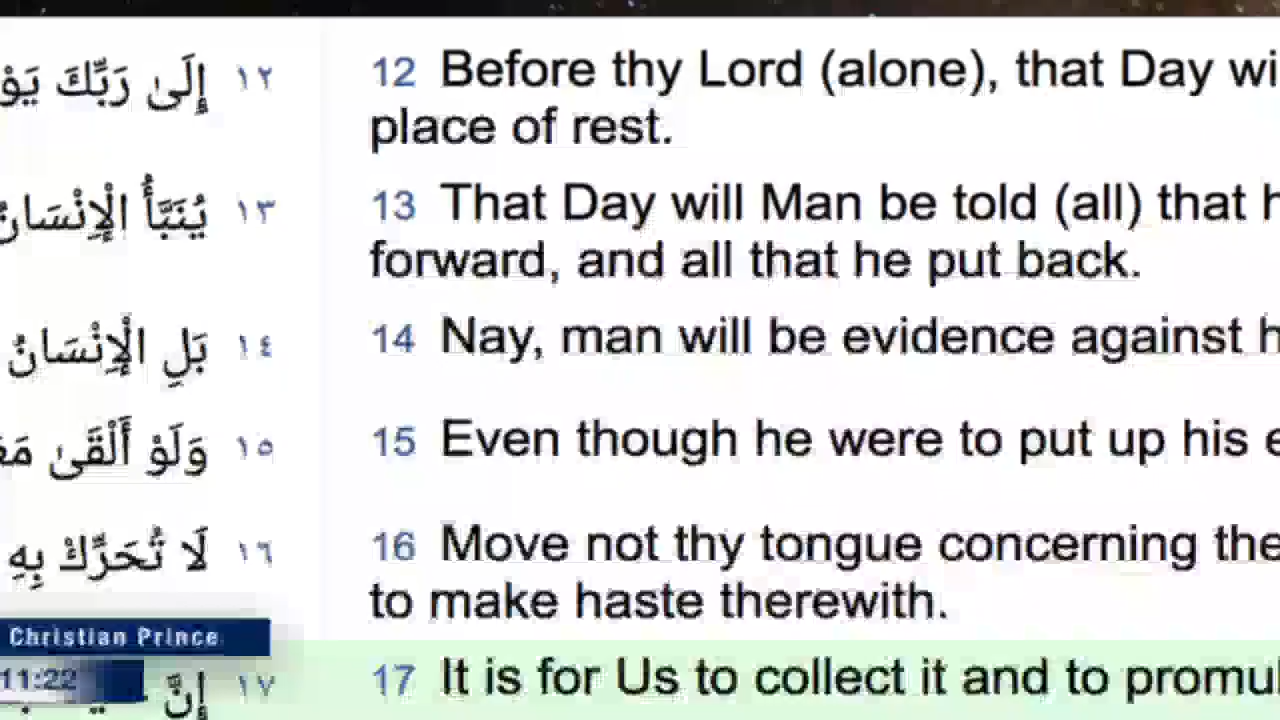 إِلَىٰ رَبِّكَ ١٢
12 Before thy Lord (alone), that Day
place of rest.
يُنَبَّأُ الْإِنْسَانُ ١٣
13 That Day will Man be told (all) that
forward, and all that he put back.
بَلِ الْإِنْسَانُ ١٤
14 Nay, man will be evidence against
وَلَوْ أَلْقَىٰ ١٥
15 Even though he were to put up his
لَا تُحَرِّكْ بِهِ ١٦
16 Move not thy tongue concerning the
to make haste therewith.
Christian Prince
11:22
إِنَّ ١٧
17 It is for Us to collect it and to